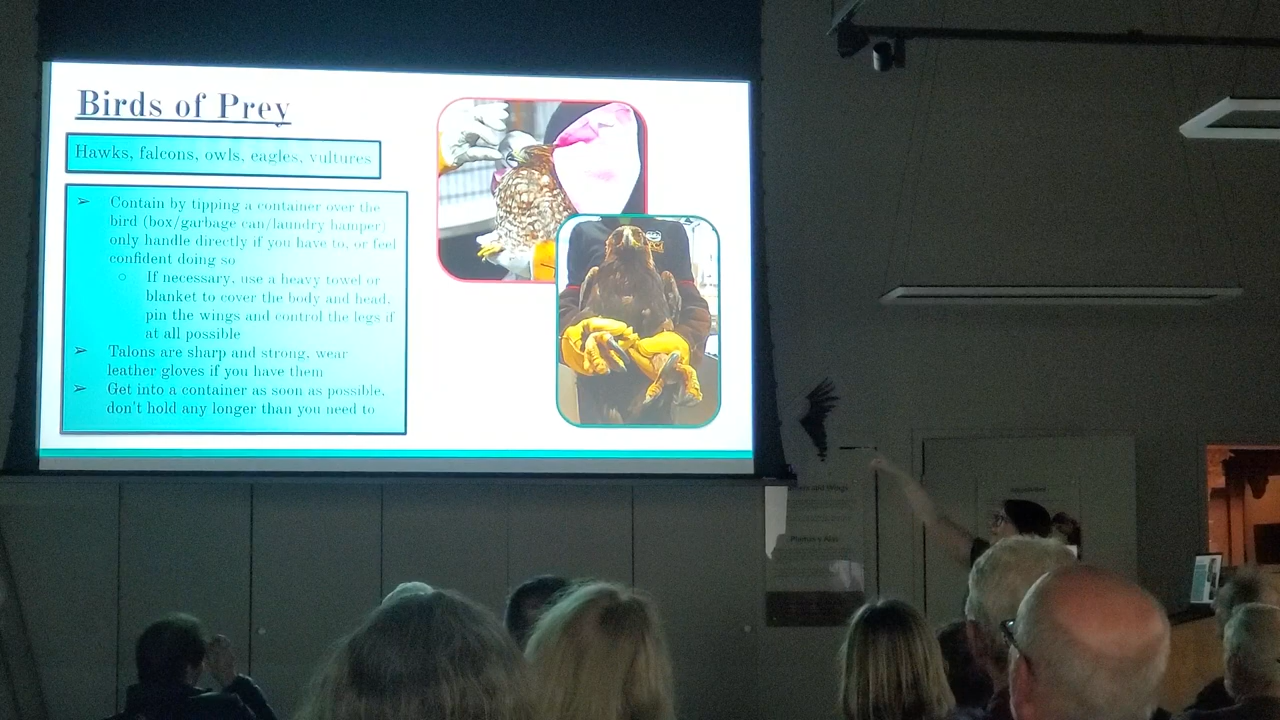 Birds of Prey
Hawks, falcons, owls, eagles, vultures
➢ Contain by tipping a container over the
bird (box/garbage can/laundry hamper)
only handle directly if you have to, or feel
confident doing so
○ If necessary, use a heavy towel or
blanket to cover the body and head,
pin the wings and control the legs if
at all possible
➢ Talons are sharp and strong, wear
leather gloves if you have them
➢ Get into a container as soon as possible,
don't hold any longer than you need to
and Wings